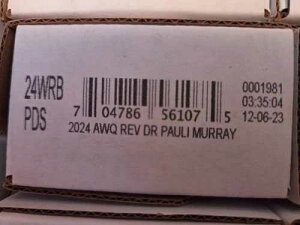 24WRB
PDS
7 04786 56107 5
2024 AWQ REV DR PAULI MURRAY
0001981
03:35:04
12-06-23